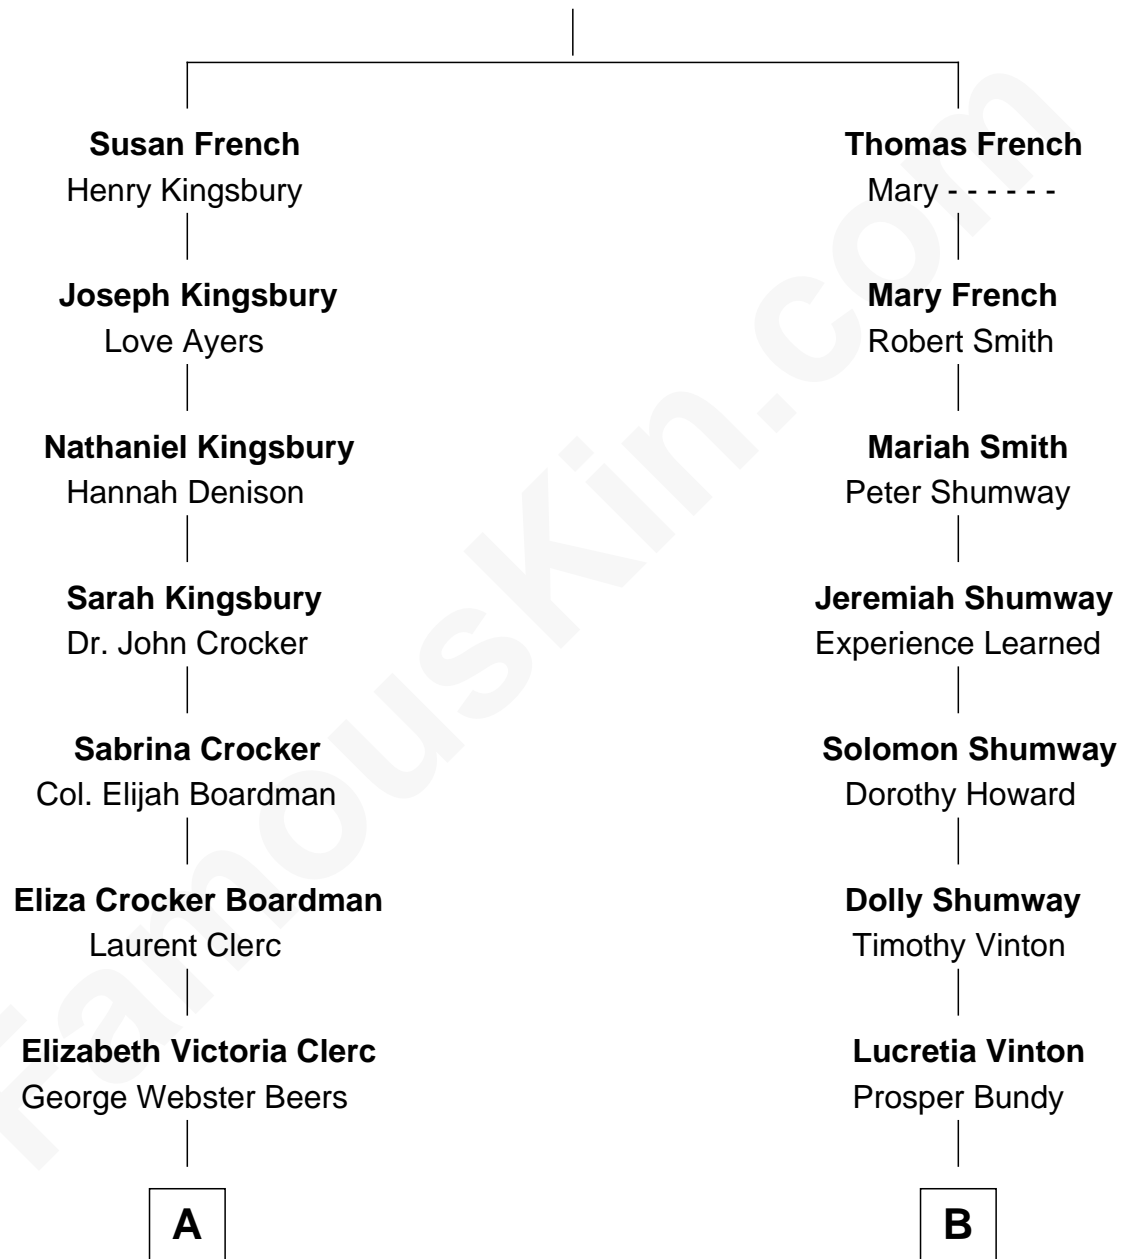 Susan French
Henry Kingsbury
Joseph Kingsbury
Love Ayers
Nathaniel Kingsbury
Hannah Denison
Sarah Kingsbury
Dr. John Crocker
Sabrina Crocker
Col. Elijah Boardman
Eliza Crocker Boardman
Laurent Clerc
Elizabeth Victoria Clerc
George Webster Beers
A
Thomas French
Mary - - - - - -
Mary French
Robert Smith
Mariah Smith
Peter Shumway
Jeremiah Shumway
Experience Learned
Solomon Shumway
Dorothy Howard
Dolly Shumway
Timothy Vinton
Lucretia Vinton
Prosper Bundy
B
FamousKin.com